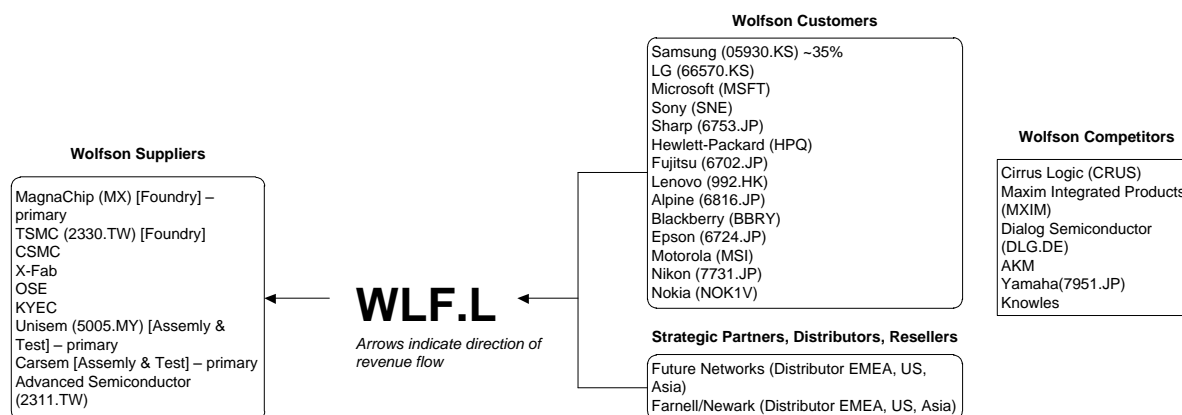 Wolfson Suppliers
MagnaChip (MX) [Foundry] –
primary
TSMC (2330.TW) [Foundry]
CSMC
X-Fab
OSE
KYEC
Unisem (5005.MY) [Assemly &
Test] – primary
Carsem [Assemly & Test] – primary
Advanced Semiconductor
(2311.TW)
WLF.L
Arrows indicate direction of
revenue flow
Wolfson Customers
Samsung (05930.KS) ~35%
LG (66570.KS)
Microsoft (MSFT)
Sony (SNE)
Sharp (6753.JP)
Hewlett-Packard (HPQ)
Fujitsu (6702.JP)
Lenovo (992.HK)
Alpine (6816.JP)
Blackberry (BBRY)
Epson (6724.JP)
Motorola (MSI)
Nikon (7731.JP)
Nokia (NOK1V)
Strategic Partners, Distributors, Resellers
Future Networks (Distributor EMEA, US,
Asia)
Farnell/Newark (Distributor EMEA, US, Asia)
Wolfson Competitors
Cirrus Logic (CRUS)
Maxim Integrated Products
(MXIM)
Dialog Semiconductor
(DLG.DE)
AKM
Yamaha(7951.JP)
Knowles